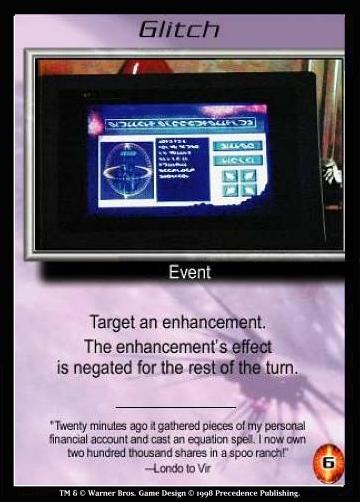 Glitch
Event
Target an enhancement.
The enhancement's effect
is negated for the rest of the turn.
"Twenty minutes ago it gathered pieces of my personal
financial account and cast an equation spell. I now own
two hundred thousand shares in a spoo ranch!"
—Londo to Vir
6
TM & © Warner Bros. Game Design © 1998 Precedence Publishing.